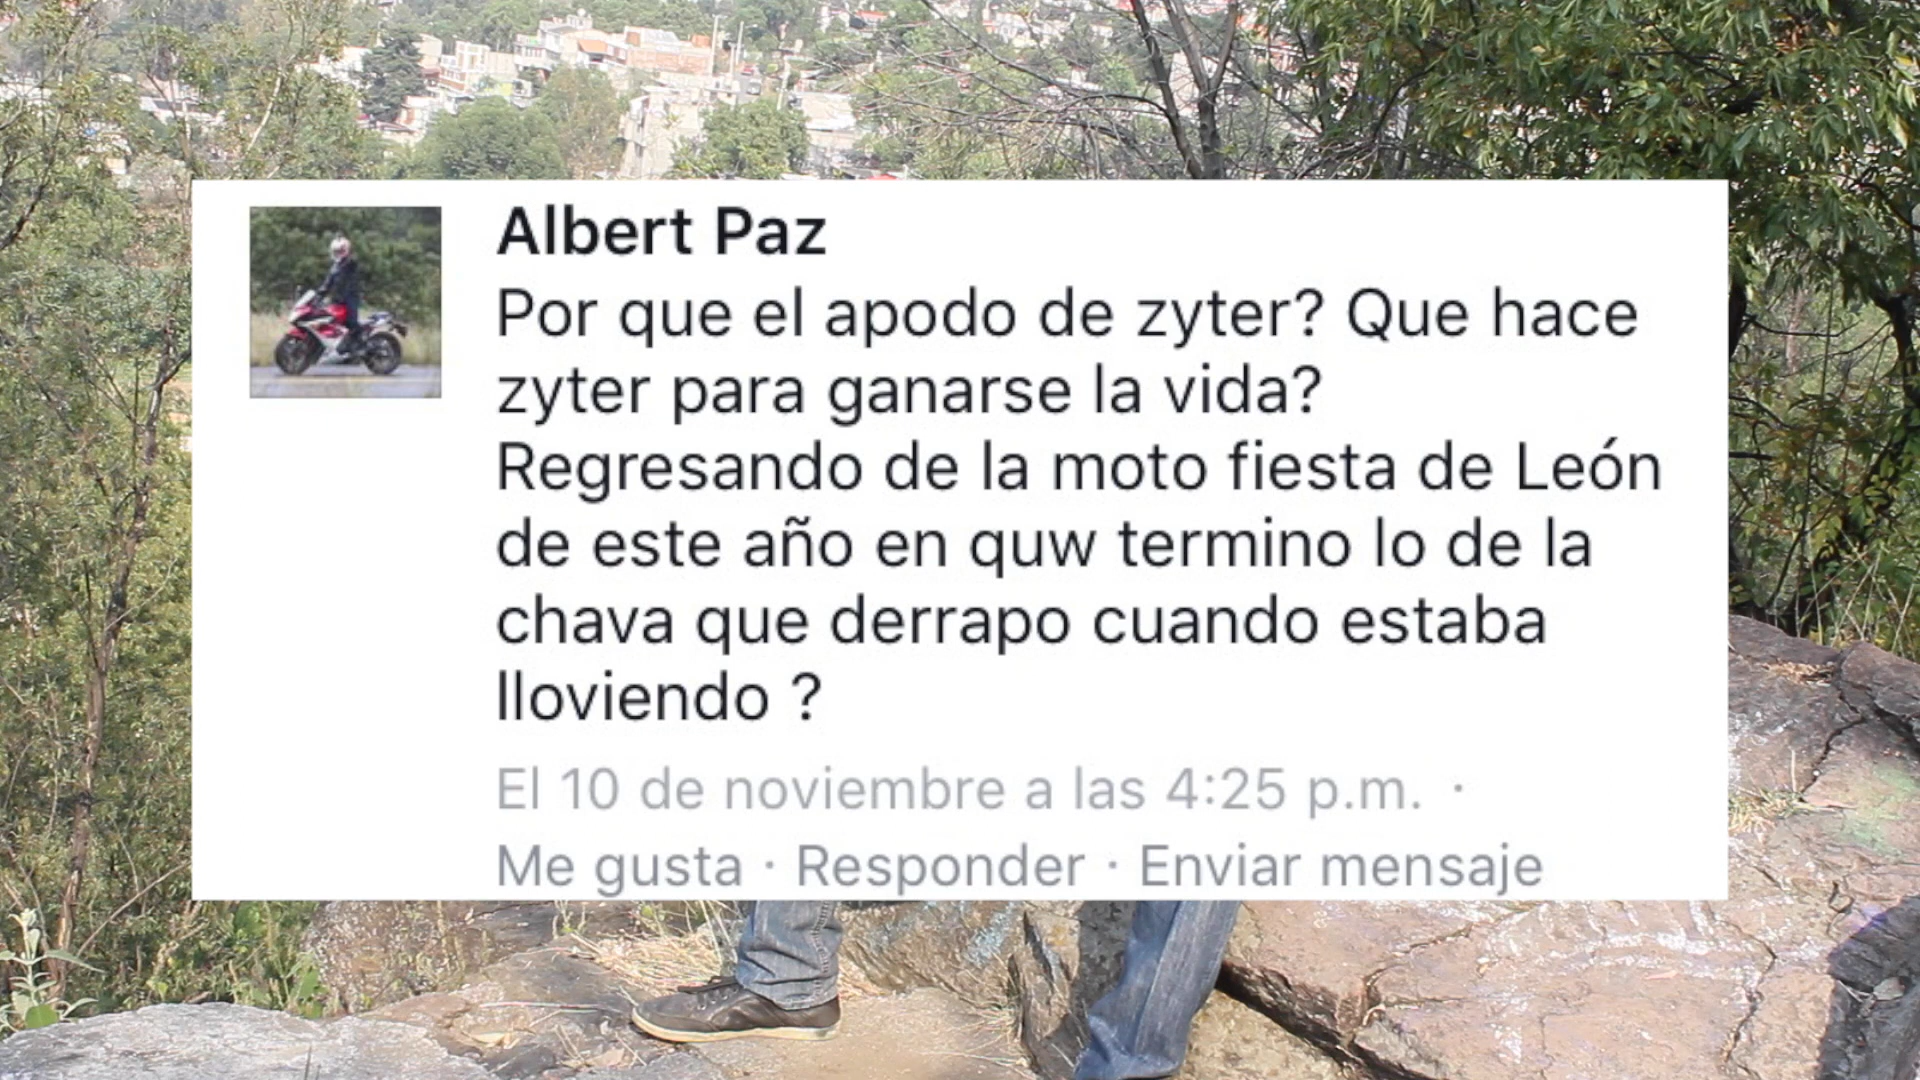 Albert Paz
Por que el apodo de zyter? Que hace
zyter para ganarse la vida?
Regresando de la moto fiesta de León
de este año en quw termino lo de la
chava que derrapo cuando estaba
lloviendo ?
El 10 de noviembre a las 4:25 p.m. ·
Me gusta · Responder · Enviar mensaje